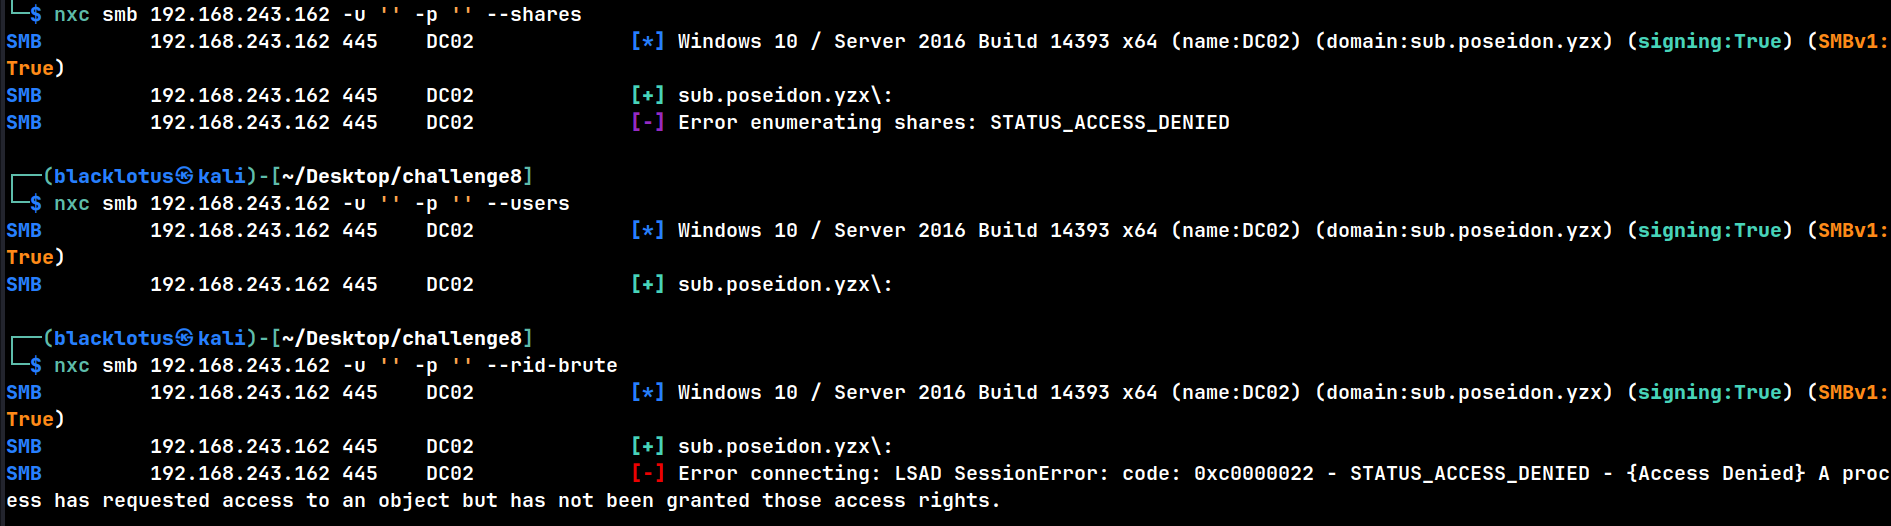 └─$ nxc smb 192.168.243.162 -u '' -p '' --shares
SMB         192.168.243.162 445    DC02             [*] Windows 10 / Server 2016 Build 14393 x64 (name:DC02) (domain:sub.poseidon.yzx) (signing:True) (SMBv1:
True)
SMB         192.168.243.162 445    DC02             [+] sub.poseidon.yzx\:
SMB         192.168.243.162 445    DC02             [-] Error enumerating shares: STATUS_ACCESS_DENIED
┌──(blacklotus㉿kali)-[~/Desktop/challenge8]
└─$ nxc smb 192.168.243.162 -u '' -p '' --users
SMB         192.168.243.162 445    DC02             [*] Windows 10 / Server 2016 Build 14393 x64 (name:DC02) (domain:sub.poseidon.yzx) (signing:True) (SMBv1:
True)
SMB         192.168.243.162 445    DC02             [+] sub.poseidon.yzx\:
┌──(blacklotus㉿kali)-[~/Desktop/challenge8]
└─$ nxc smb 192.168.243.162 -u '' -p '' --rid-brute
SMB         192.168.243.162 445    DC02             [*] Windows 10 / Server 2016 Build 14393 x64 (name:DC02) (domain:sub.poseidon.yzx) (signing:True) (SMBv1:
True)
SMB         192.168.243.162 445    DC02             [+] sub.poseidon.yzx\:
SMB         192.168.243.162 445    DC02             [-] Error connecting: LSAD SessionError: code: 0xc0000022 - STATUS_ACCESS_DENIED - {Access Denied} A proc
ess has requested access to an object but has not been granted those access rights.